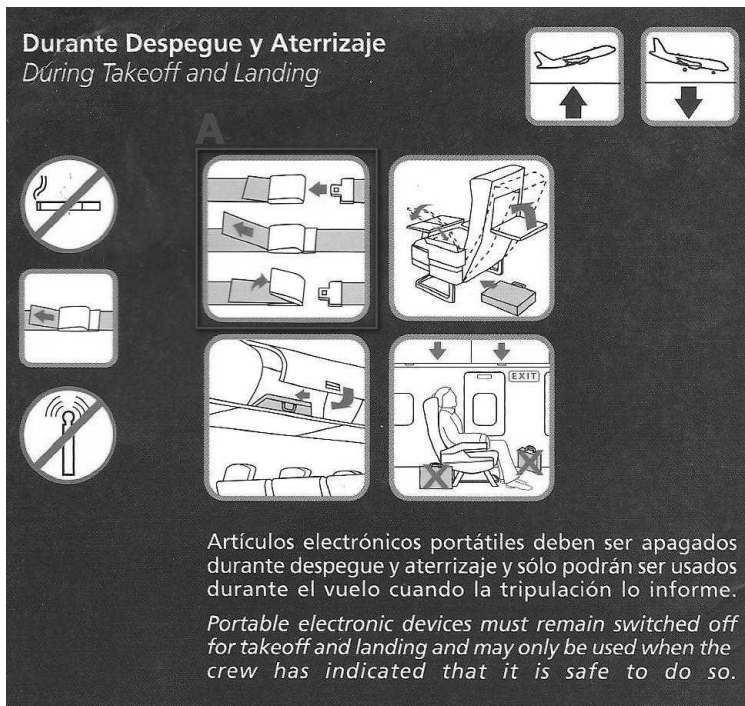 Durante Despegue y Aterrizaje
During Takeoff and Landing
A
EXIT
Artículos electrónicos portátiles deben ser apagados
durante despegue y aterrizaje y sólo podrán ser usados
durante el vuelo cuando la tripulación lo informe.
Portable electronic devices must remain switched off
for takeoff and landing and may only be used when the
crew has indicated that it is safe to do so.